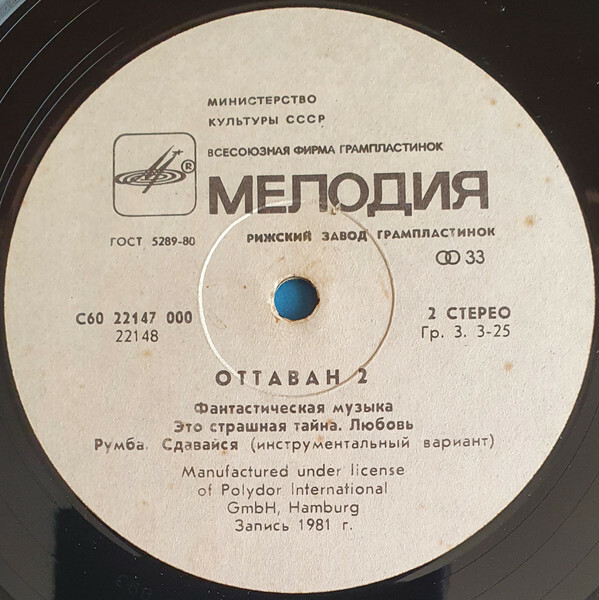 МИНИСТЕРСТВО
КУЛЬТУРЫ СССР
ВСЕСОЮЗНАЯ ФИРМА ГРАМПЛАСТИНОК
®
МЕЛОДИЯ
ГОСТ 5289-80
РИЖСКИЙ ЗАВОД ГРАМПЛАСТИНОК
33
С60 22147 000
22148
2 СТЕРЕО
Гр. 3. 3-25
ОТТАВАН 2
Фантастическая музыка
Это страшная тайна. Любовь
Румба. Сдавайся (инструментальный вариант)
Manufactured under license
of Polydor International
GmbH, Hamburg
Запись 1981 г.